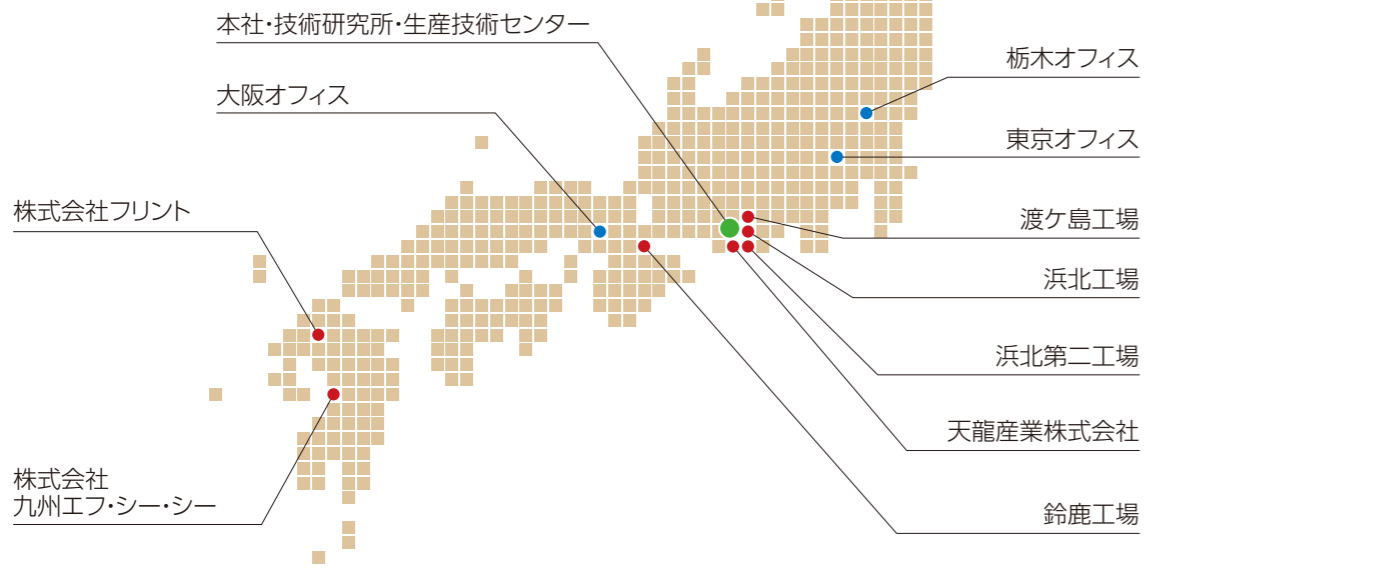 本社・技術研究所・生産技術センター
大阪オフィス
株式会社フリント
株式会社
九州エフ・シー・シー
栃木オフィス
東京オフィス
渡ケ島工場
浜北工場
浜北第二工場
天龍産業株式会社
鈴鹿工場